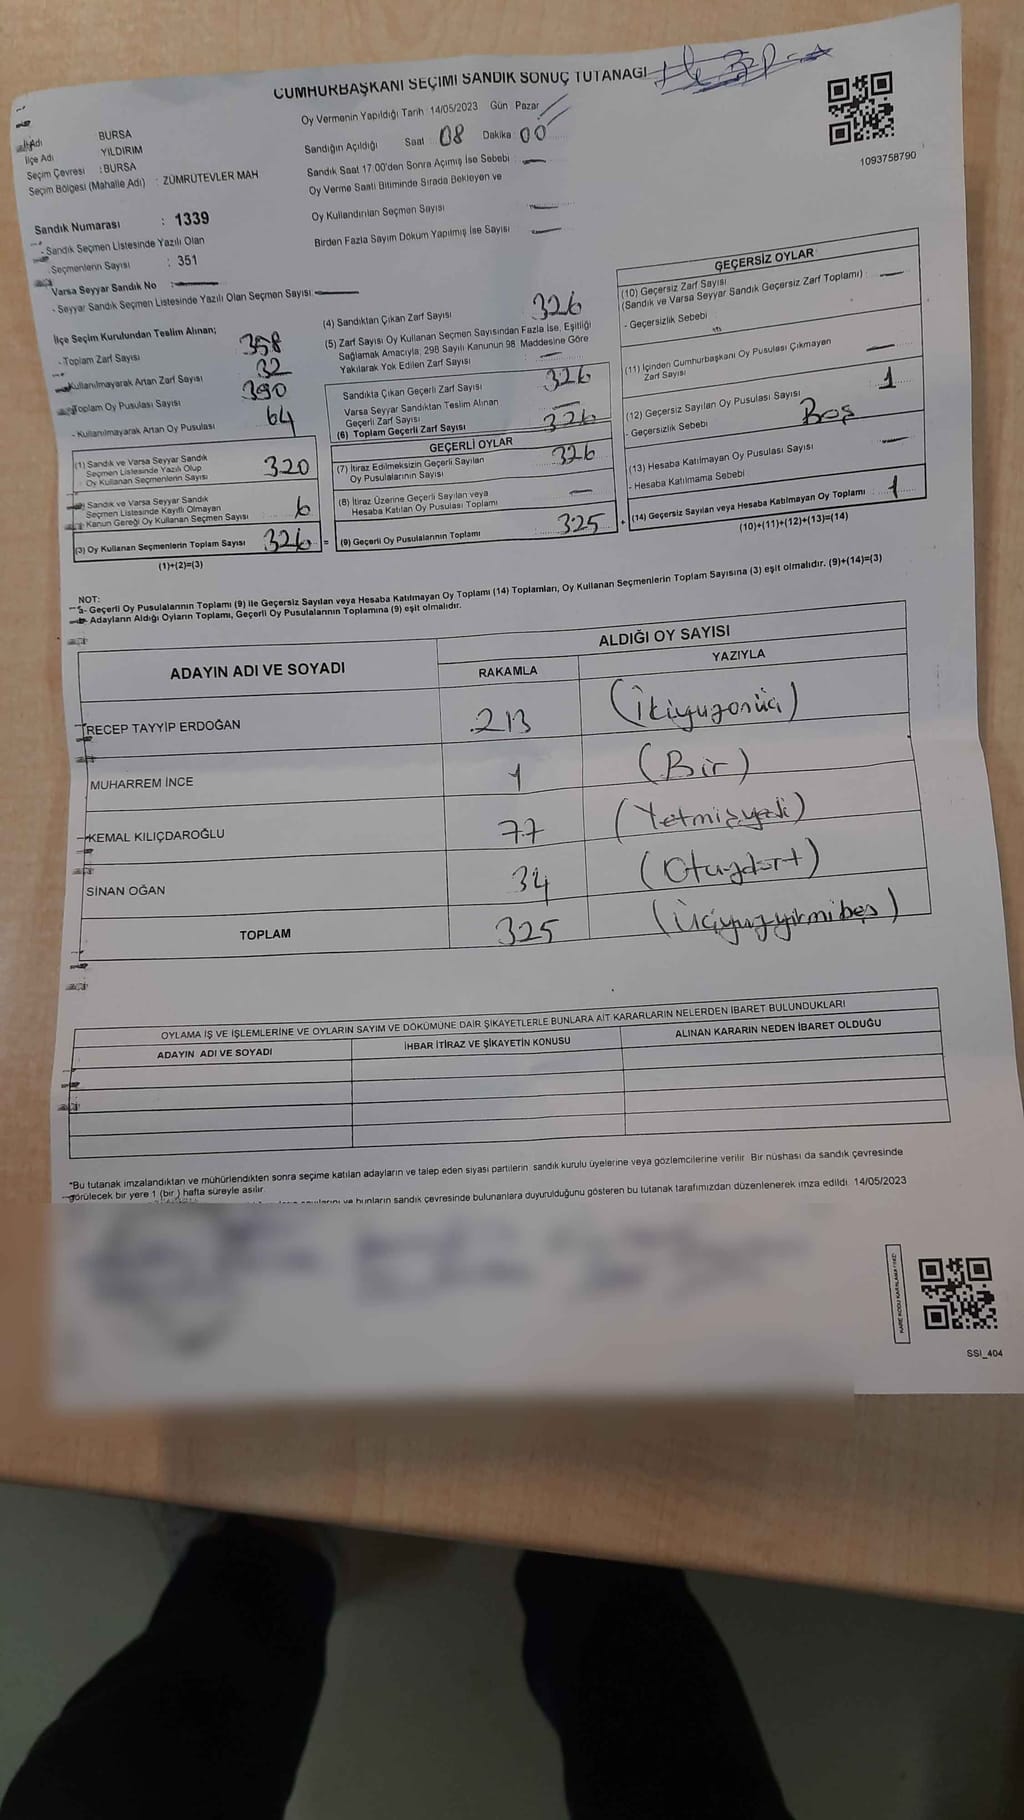 CUMHURBAŞKANI SEÇİMİ SANDIK SONUÇ TUTANAĞI
Oy Vermenin Yapıldığı Tarih : 14/05/2023 Gün : Pazar
Sandığın Açıldığı Saat : 08 Dakika : 00
Sandık Saat 17:00'den Sonra Açımış İse Sebebi : —
Oy Verme Saati Bitiminde Sırada Bekleyen ve
Oy Kullandırılan Seçmen Sayısı —
Birden Fazla Sayım Döküm Yapılmış İse Sayısı —
1093758790
İl Adı BURSA
İlçe Adı YILDIRIM
Seçim Çevresi : BURSA
Seçim Bölgesi (Mahalle Adı) : ZÜMRÜTEVLER MAH
Sandık Numarası : 1339
- Sandık Seçmen Listesinde Yazılı Olan
Seçmenlerin Sayısı : 351
Varsa Seyyar Sandık No : —
- Seyyar Sandık Seçmen Listesinde Yazılı Olan Seçmen Sayısı: —
İlçe Seçim Kurulundan Teslim Alınan;
- Toplam Zarf Sayısı 358
- Kullanılmayarak Artan Zarf Sayısı 32
- Toplam Oy Pusulası Sayısı 390
- Kullanılmayarak Artan Oy Pusulası 64
(1) Sandık ve Varsa Seyyar Sandık
Seçmen Listesinde Yazılı Olup
Oy Kullanan Seçmenlerin Sayısı 320
Sandık ve Varsa Seyyar Sandık
Seçmen Listesinde Kayıtlı Olmayan
Kanun Gereği Oy Kullanan Seçmen Sayısı 6
(3) Oy Kullanan Seçmenlerin Toplam Sayısı 326 =
(1)+(2)=(3)
(4) Sandıktan Çıkan Zarf Sayısı 326
(5) Zarf Sayısı Oy Kullanan Seçmen Sayısından Fazla İse, Eşitliği
Sağlamak Amacıyla, 298 Sayılı Kanunun 98 Maddesine Göre
Yakılarak Yok Edilen Zarf Sayısı —
Sandıkta Çıkan Geçerli Zarf Sayısı 326
Varsa Seyyar Sandıktan Teslim Alınan
Geçerli Zarf Sayısı —
(6) Toplam Geçerli Zarf Sayısı 326
GEÇERLİ OYLAR
(7) İtiraz Edilmeksizin Geçerli Sayılan
Oy Pusulalarının Sayısı 326
(8) İtiraz Üzerine Geçerli Sayılan veya
Hesaba Katılan Oy Pusulası Toplamı —
(9) Geçerli Oy Pusulalarının Toplamı 325 +
GEÇERSİZ OYLAR
(10) Geçersiz Zarf Sayısı
(Sandık ve Varsa Seyyar Sandık Geçersiz Zarf Toplamı) : —
- Geçersizlik Sebebi
(11) İçinden Cumhurbaşkanı Oy Pusulası Çıkmayan
Zarf Sayısı —
(12) Geçersiz Sayılan Oy Pusulası Sayısı 1
- Geçersizlik Sebebi Boş
(13) Hesaba Katılmayan Oy Pusulası Sayısı —
- Hesaba Katılmama Sebebi
(14) Geçersiz Sayılan veya Hesaba Katılmayan Oy Toplamı 1
(10)+(11)+(12)+(13)=(14)
NOT:
a- Geçerli Oy Pusulalarının Toplamı (9) ile Geçersiz Sayılan veya Hesaba Katılmayan Oy Toplamı (14) Toplamları, Oy Kullanan Seçmenlerin Toplam Sayısına (3) eşit olmalıdır. (9)+(14)=(3)
b- Adayların Aldığı Oyların Toplamı, Geçerli Oy Pusulalarının Toplamına (9) eşit olmalıdır.
ADAYIN ADI VE SOYADI ALDIĞI OY SAYISI
RAKAMLA YAZIYLA
RECEP TAYYİP ERDOĞAN 213 (İkiyüzonüç)
MUHARREM İNCE 1 (Bir)
KEMAL KILIÇDAROĞLU 77 (Yetmişyedi)
SİNAN OĞAN 34 (Otuzdört)
TOPLAM 325 (Üçyüzyirmibeş)
OYLAMA İŞ VE İŞLEMLERİNE VE OYLARIN SAYIM VE DÖKÜMÜNE DAİR ŞİKAYETLERLE BUNLARA AİT KARARLARIN NELERDEN İBARET BULUNDUKLARI
ADAYIN ADI VE SOYADI İHBAR İTİRAZ VE ŞİKAYETİN KONUSU ALINAN KARARIN NEDEN İBARET OLDUĞU
*Bu tutanak imzalandıktan ve mühürlendikten sonra seçime katılan adayların ve talep eden siyasi partilerin sandık kurulu üyelerine veya gözlemcilerine verilir. Bir nüshası da sandık çevresinde
görülecek bir yere 1 (bir) hafta süreyle asılır.
ve bunların sandık çevresinde bulunanlara duyurulduğunu gösteren bu tutanak tarafımızdan düzenlenerek imza edildi. 14/05/2023
SSI_404